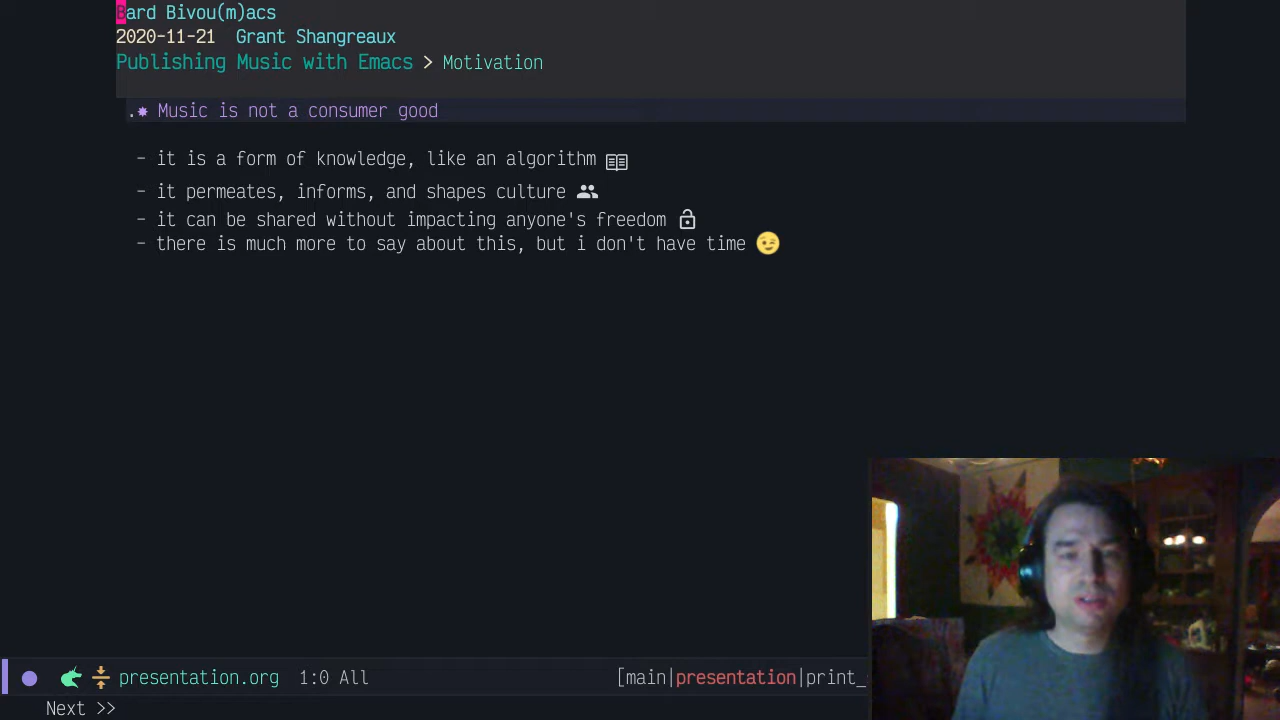 Bard Bivou(m)acs
2020-11-21  Grant Shangreaux
Publishing Music with Emacs > Motivation
.✸ Music is not a consumer good
- it is a form of knowledge, like an algorithm
- it permeates, informs, and shapes culture
- it can be shared without impacting anyone's freedom
- there is much more to say about this, but i don't have time 😉
presentation.org  1:0 All  [main|presentation|print_
Next >>